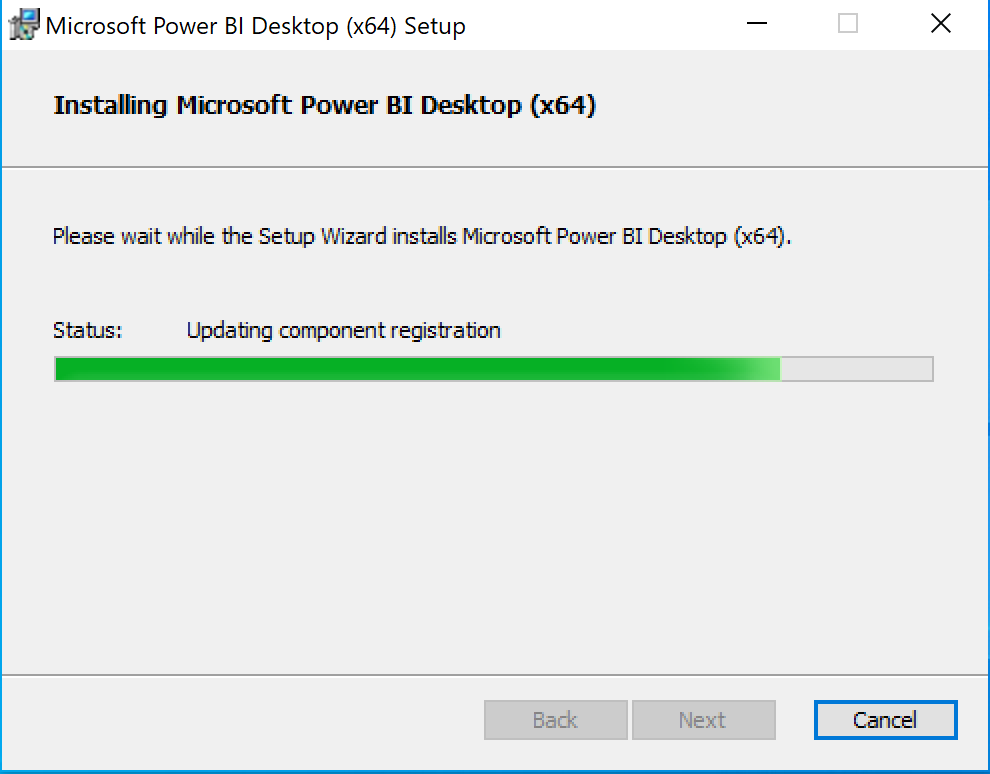 Microsoft Power BI Desktop (x64) Setup
Installing Microsoft Power BI Desktop (x64)
Please wait while the Setup Wizard installs Microsoft Power BI Desktop (x64).
Status: Updating component registration
Back Next Cancel